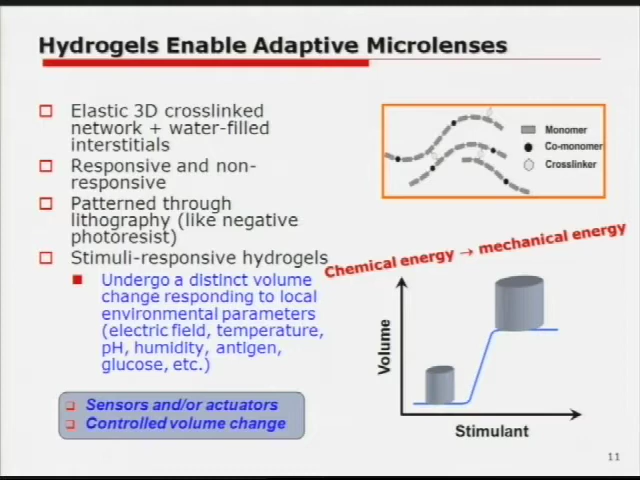 Hydrogels Enable Adaptive Microlenses
Elastic 3D crosslinked
network + water-filled
interstitials
Responsive and non-
responsive
Patterned through
lithography (like negative
photoresist)
Stimuli-responsive hydrogels
Undergo a distinct volume
change responding to local
environmental parameters
(electric field, temperature,
pH, humidity, antigen,
glucose, etc.)
Sensors and/or actuators
Controlled volume change
Monomer
Co-monomer
Crosslinker
Chemical energy → mechanical energy
Volume
Stimulant
11